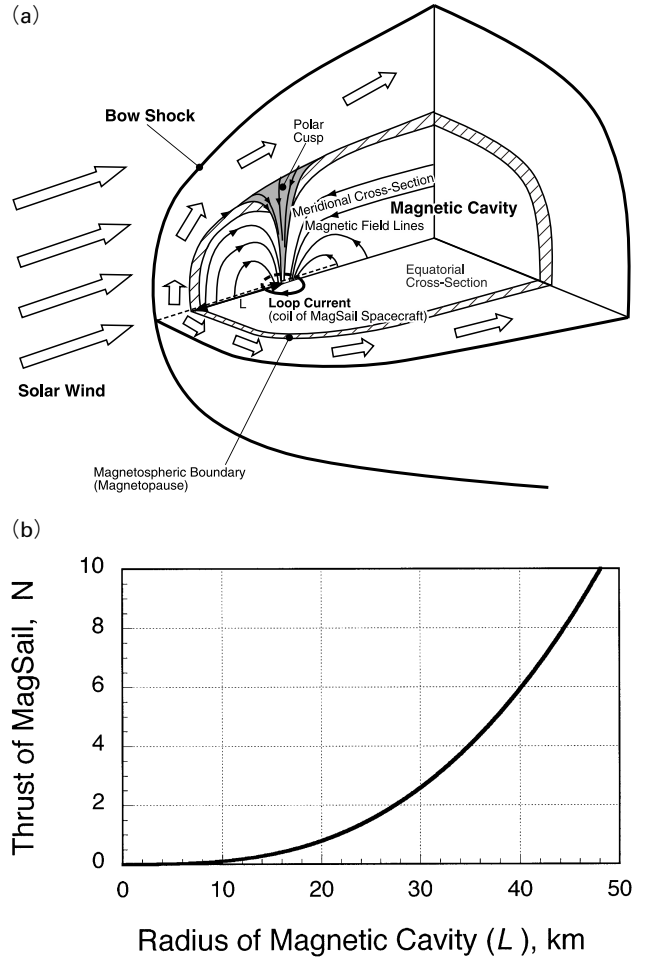 (a)
Bow Shock
Polar
Cusp
Meridional Cross-Section
Magnetic Cavity
Magnetic Field Lines
Equatorial
Cross-Section
L
Loop Current
(coil of MagSail Spacecraft)
Solar Wind
Magnetospheric Boundary
(Magnetopause)
(b)
Thrust of MagSail, N
10
8
6
4
2
0
0 10 20 30 40 50
Radius of Magnetic Cavity (L), km